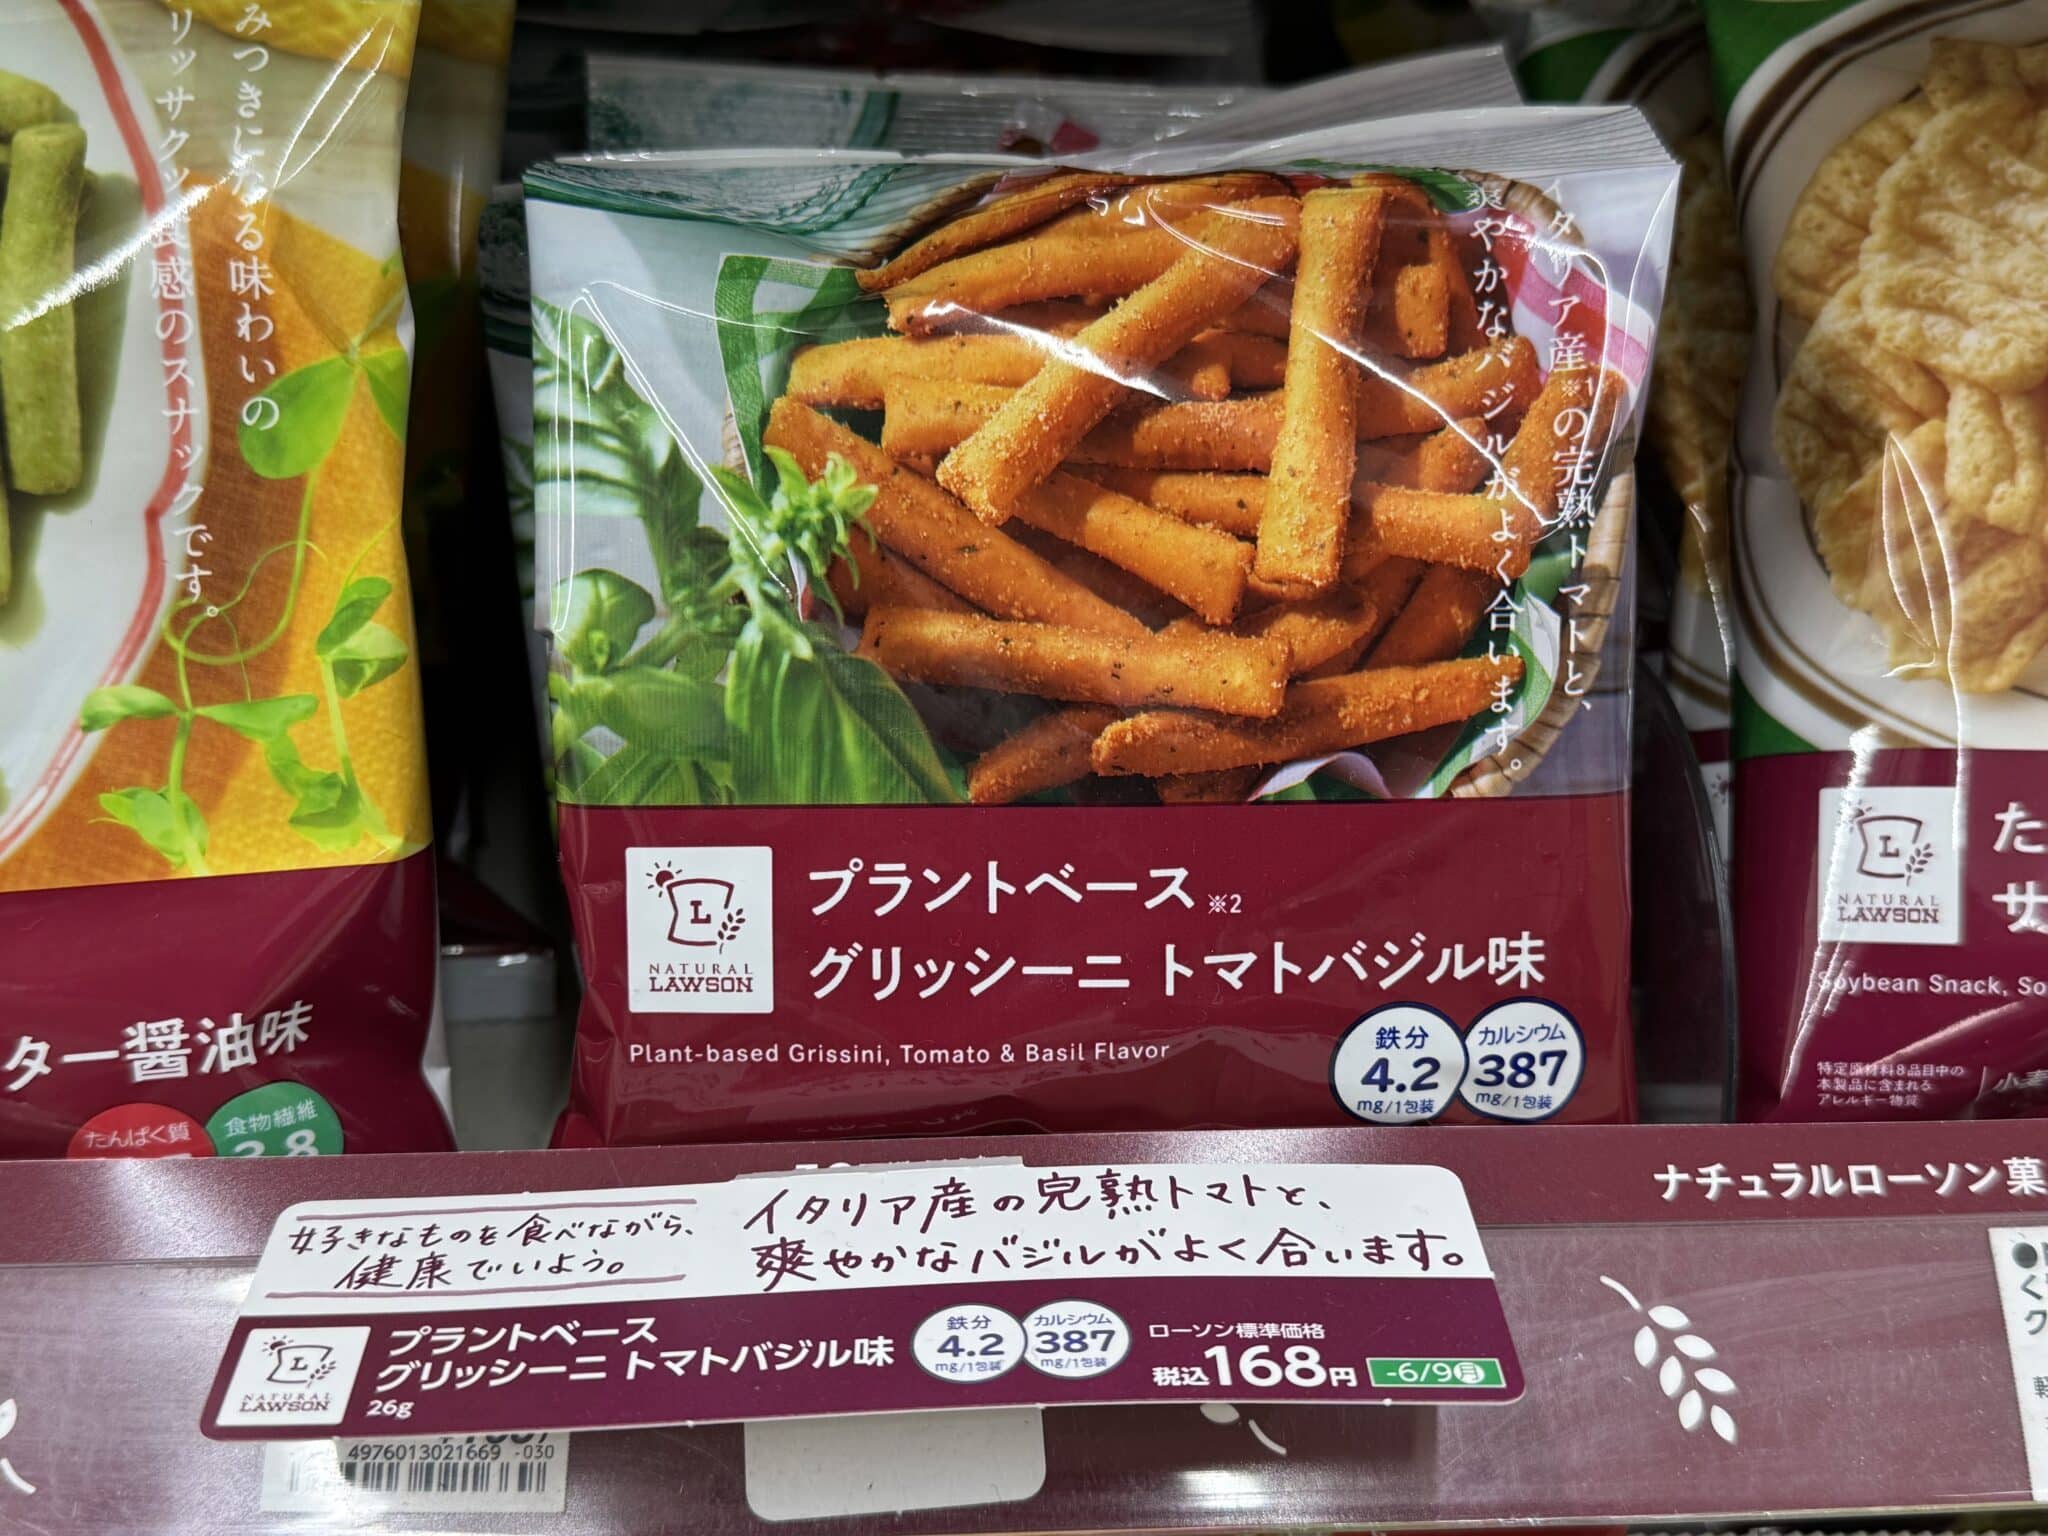 みつきになる味わいの
リッサクッ食感のスナックです。
ター醤油味
たんぱく質
食物繊維
イタリア産※1の完熟トマトと、
爽やかなバジルがよく合います。
NATURAL
LAWSON
プラントベース※2
グリッシーニ トマトバジル味
Plant-based Grissini, Tomato & Basil Flavor
鉄分
4.2
mg/1包装
カルシウム
387
mg/1包装
NATURAL
LAWSON
た
サ
Soybean Snack, So
特定原材料8品目中の
本製品に含まれる
アレルギー物質
小麦
ナチュラルローソン菓
好きなものを食べながら、
健康でいよう。
イタリア産の完熟トマトと、
爽やかなバジルがよく合います。
NATURAL
LAWSON
プラントベース
グリッシーニ トマトバジル味
26g
鉄分
4.2
mg/1包装
カルシウム
387
mg/1包装
ローソン標準価格
税込168円
-6/9月
4976013021669 -030